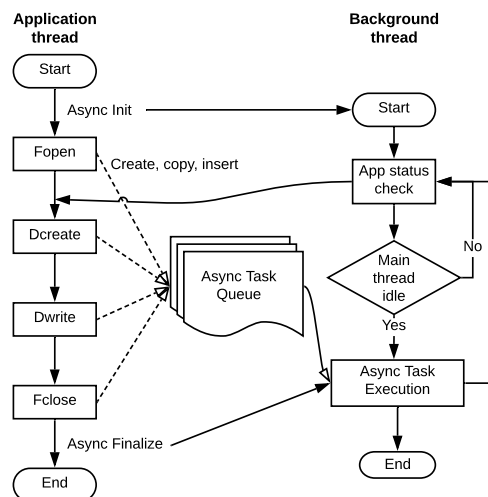 Application
thread
Background
thread
Start
Async Init
Start
Fopen
Create, copy, insert
App status
check
Dcreate
No
Async Task
Queue
Main
thread
idle
Dwrite
Yes
Async Task
Execution
Fclose
Async Finalize
End
End